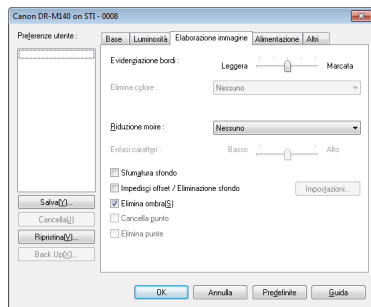 Canon DR-M140 on STI - 0008
Preferenze utente :
Salva(Y)...
Cancella(J)
Ripristina(V)...
Back Up(X)...
Base Luminosità Elaborazione immagine Alimentazione Altri
Evidenziazione bordi : Leggera Marcata
Elimina colore : Nessuno
Riduzione moire : Nessuno
Enfasi caratteri : Basso Alto
Sfumatura sfondo
Impedisci offset / Eliminazione sfondo Impostazioni...
Elimina ombra(S)
Cancella punto
Elimina punte
OK Annulla Predefinite Guida